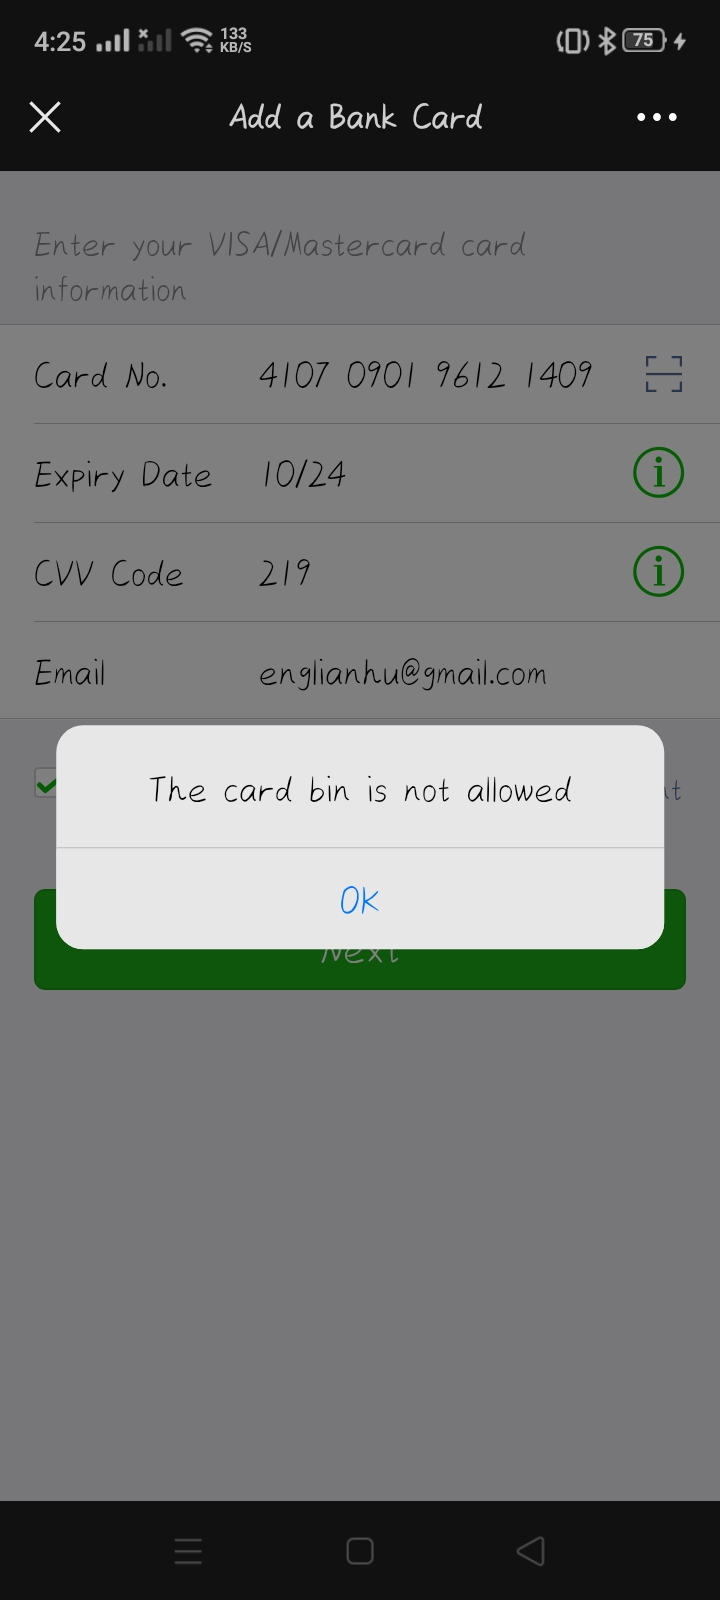 4:25 133 KB/S 75
Add a Bank Card
Enter your VISA/Mastercard card
information
Card No. 4107 0901 9612 1409
Expiry Date 10/24
CVV Code 219
Email englianhu@gmail.com
The card bin is not allowed
OK
Next